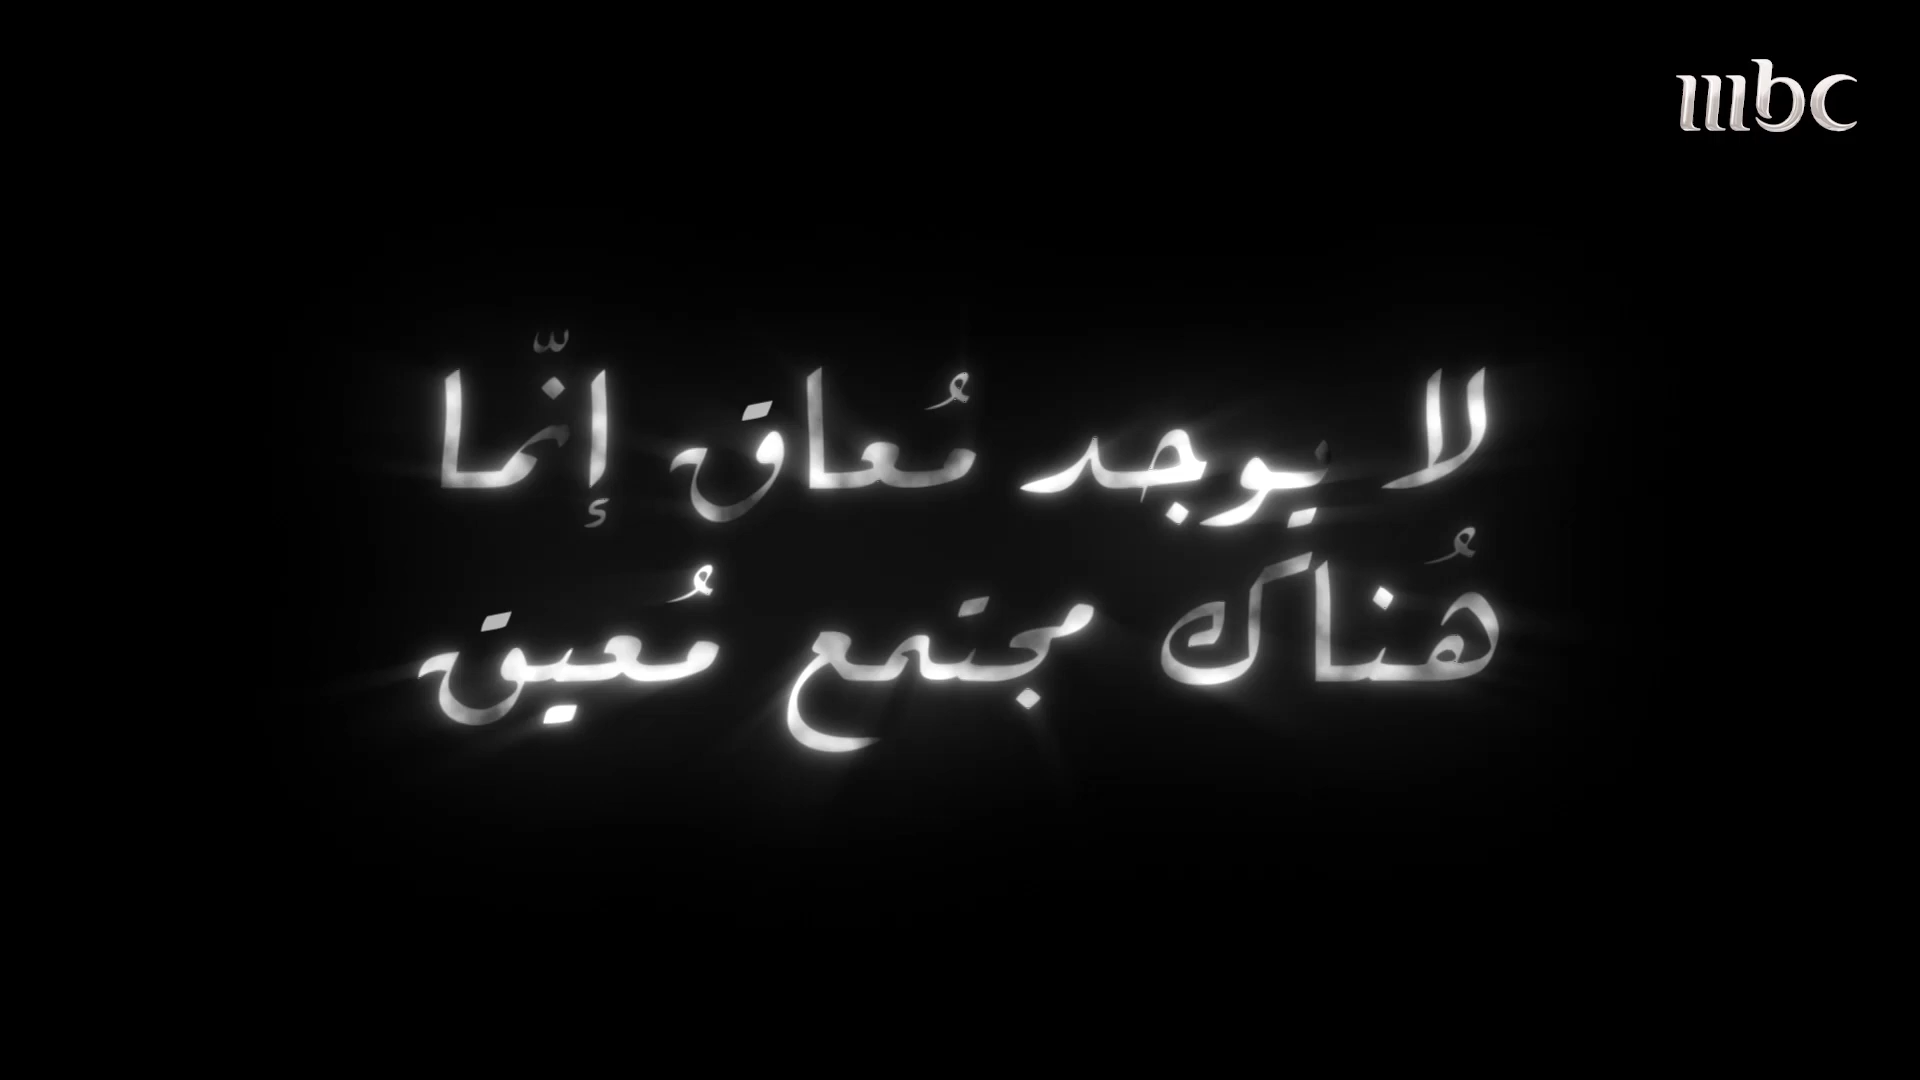 mbc
لا يوجد مُعاق إنّما
هُناك مجتمع مُعيق